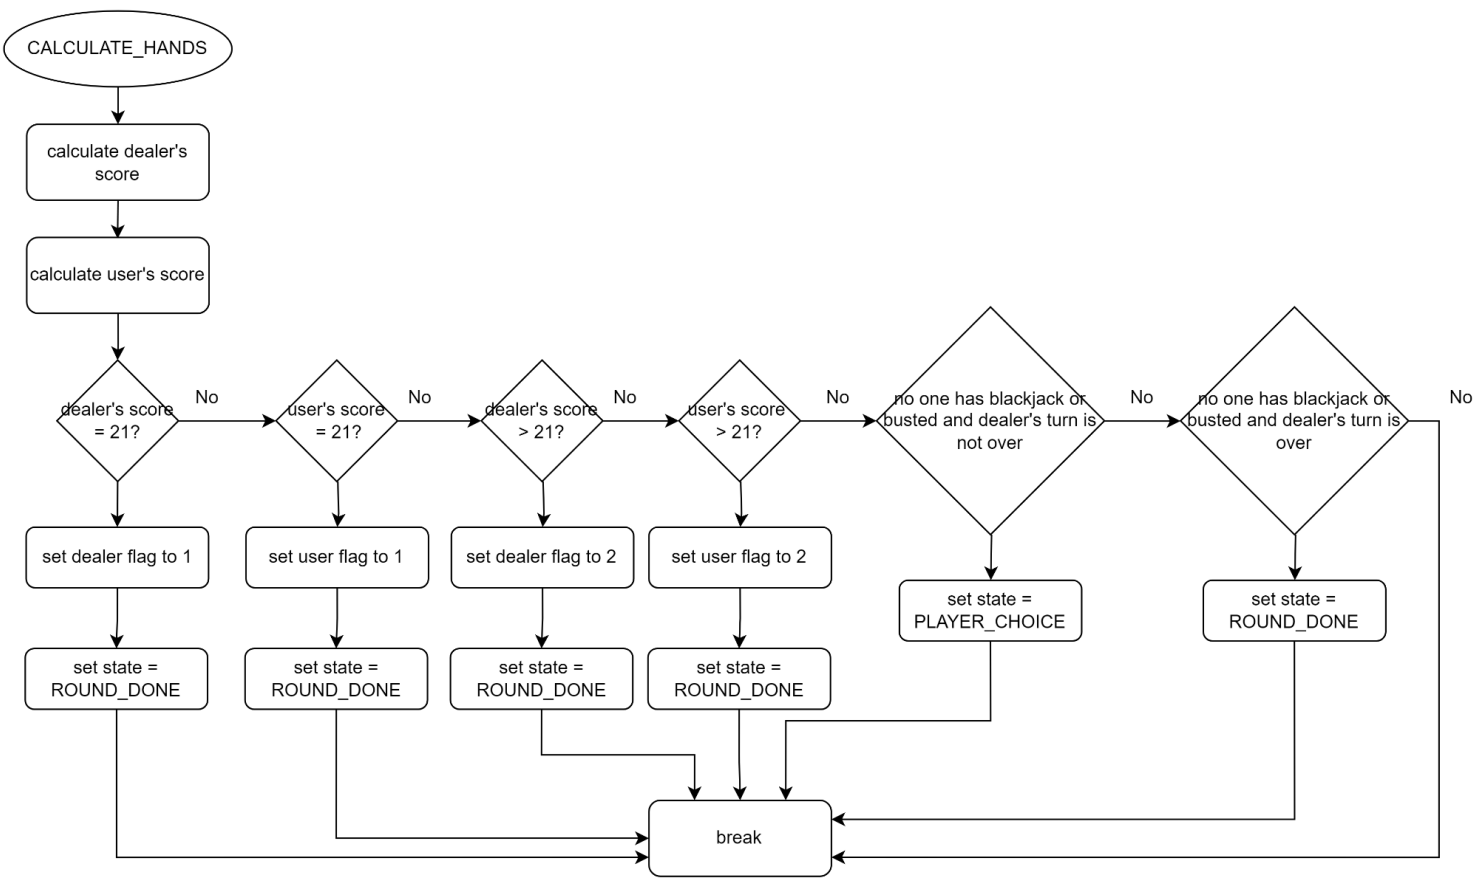 CALCULATE_HANDS
calculate dealer's
score
calculate user's score
dealer's score
= 21?
No
user's score
= 21?
No
dealer's score
> 21?
No
user's score
> 21?
No
no one has blackjack or
busted and dealer's turn is
not over
No
no one has blackjack or
busted and dealer's turn is
over
No
set dealer flag to 1
set user flag to 1
set dealer flag to 2
set user flag to 2
set state =
PLAYER_CHOICE
set state =
ROUND_DONE
set state =
ROUND_DONE
set state =
ROUND_DONE
set state =
ROUND_DONE
set state =
ROUND_DONE
break